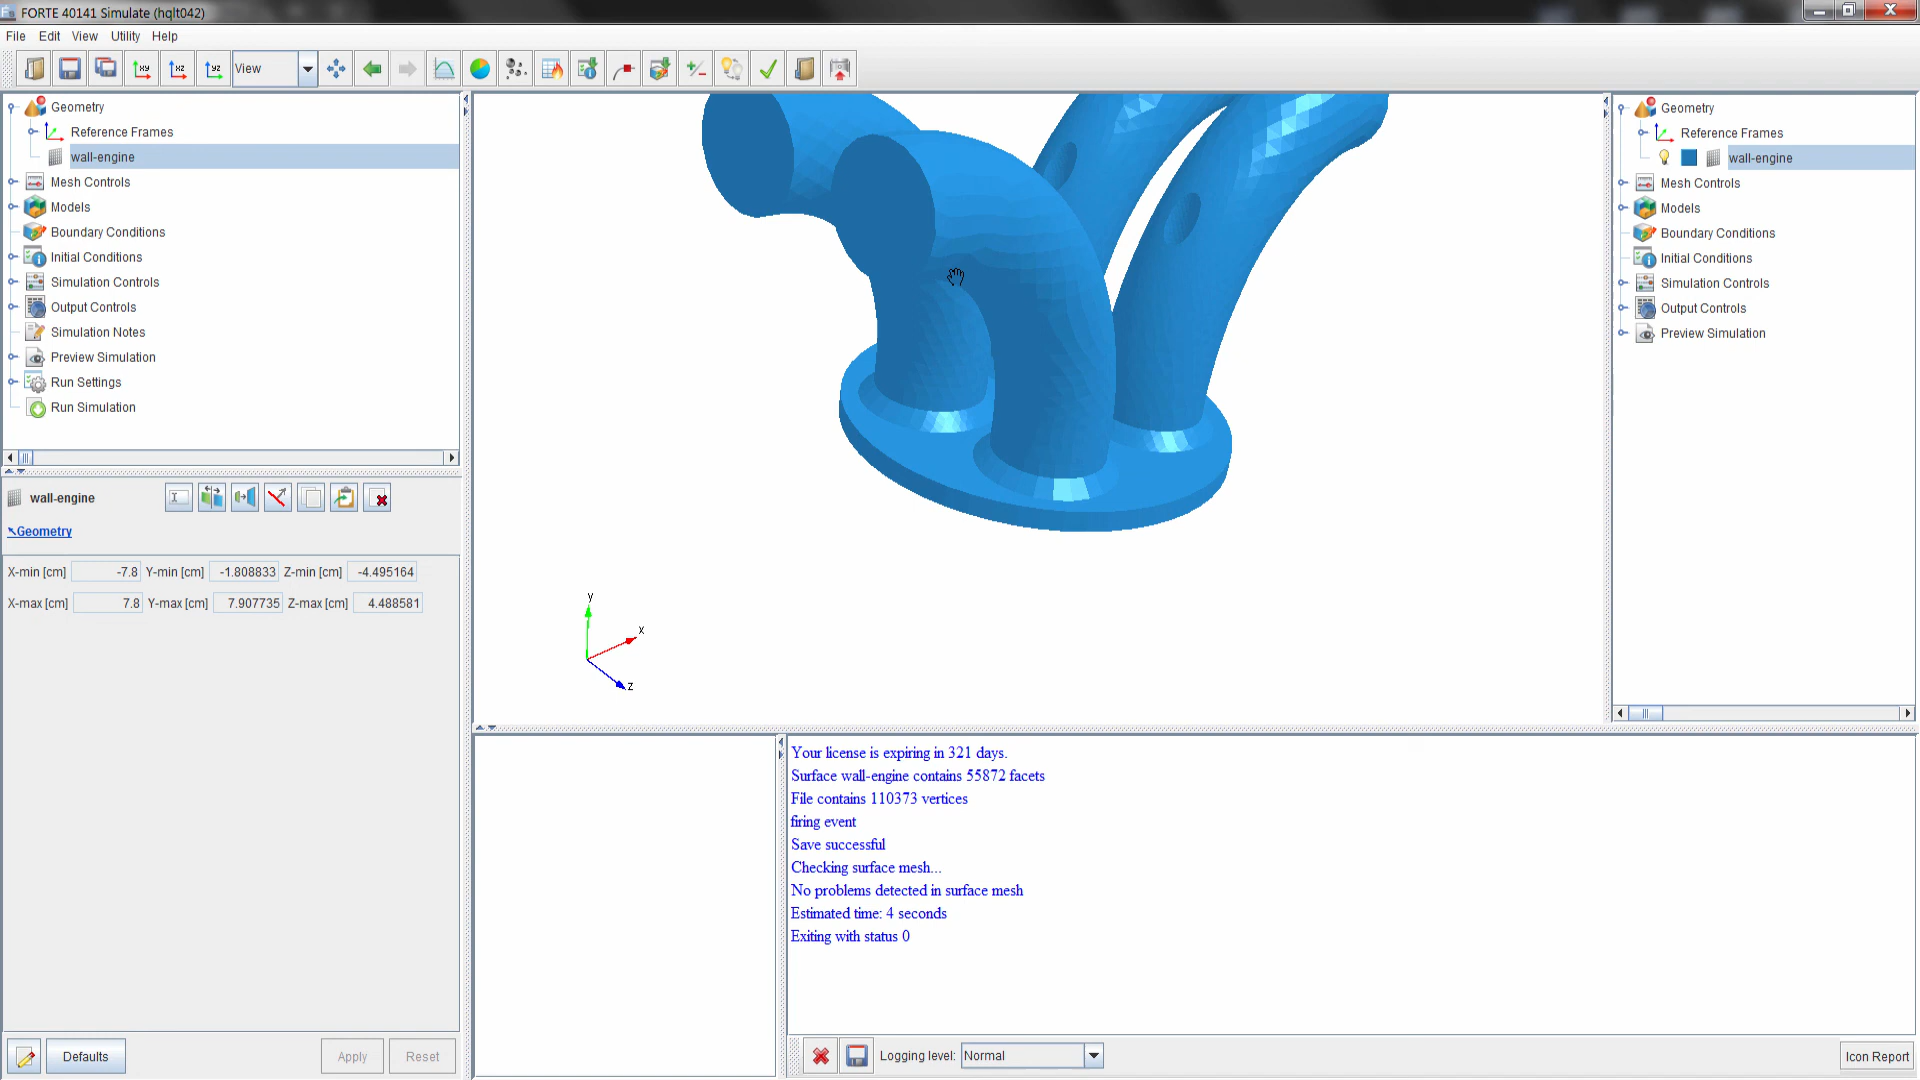 FORTE 40141 Simulate (hqlt042)
File Edit View Utility Help
XY XZ YZ View
Geometry
Reference Frames
wall-engine
Mesh Controls
Models
Boundary Conditions
Initial Conditions
Simulation Controls
Output Controls
Simulation Notes
Preview Simulation
Run Settings
Run Simulation
wall-engine
Geometry
X-min [cm] -7.8 Y-min [cm] -1.808833 Z-min [cm] -4.495164
X-max [cm] 7.8 Y-max [cm] 7.907735 Z-max [cm] 4.488581
Defaults Apply Reset
y
x
z
Geometry
Reference Frames
wall-engine
Mesh Controls
Models
Boundary Conditions
Initial Conditions
Simulation Controls
Output Controls
Preview Simulation
Your license is expiring in 321 days.
Surface wall-engine contains 55872 facets
File contains 110373 vertices
firing event
Save successful
Checking surface mesh...
No problems detected in surface mesh
Estimated time: 4 seconds
Exiting with status 0
Logging level: Normal
Icon Report